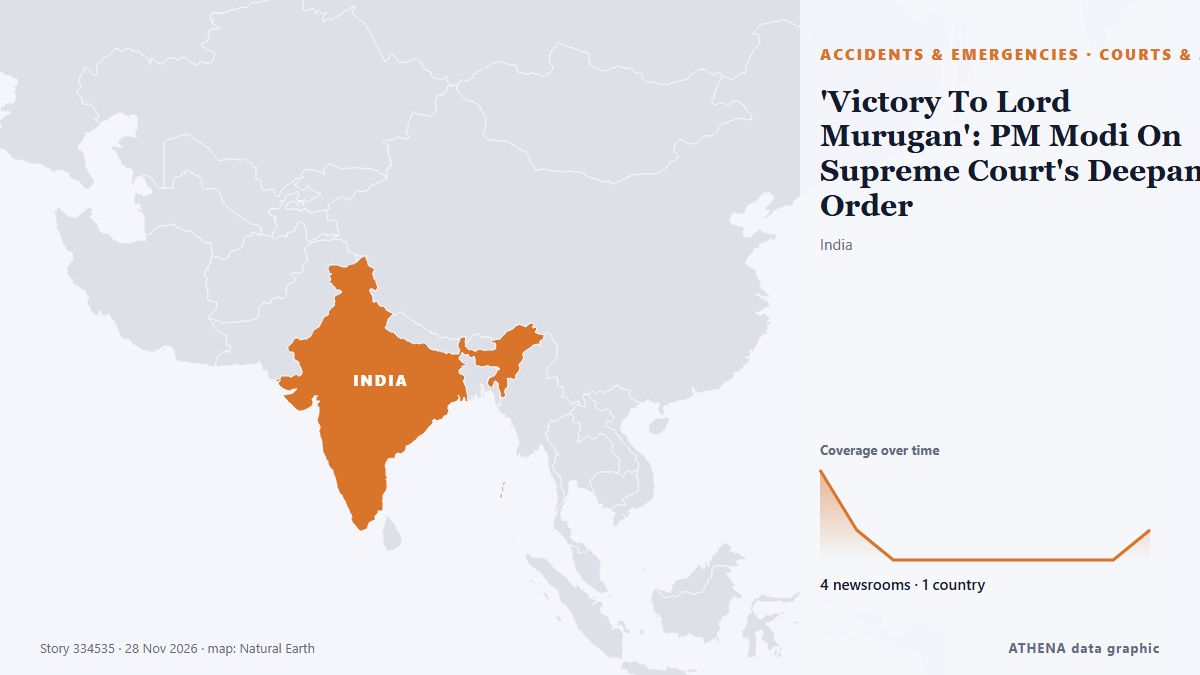 ACCIDENTS & EMERGENCIES · COURTS &
'Victory To Lord
Murugan': PM Modi On
Supreme Court's Deepan
Order
India
INDIA
Coverage over time
4 newsrooms · 1 country
Story 334535 · 28 Nov 2026 · map: Natural Earth
ATHENA data graphic